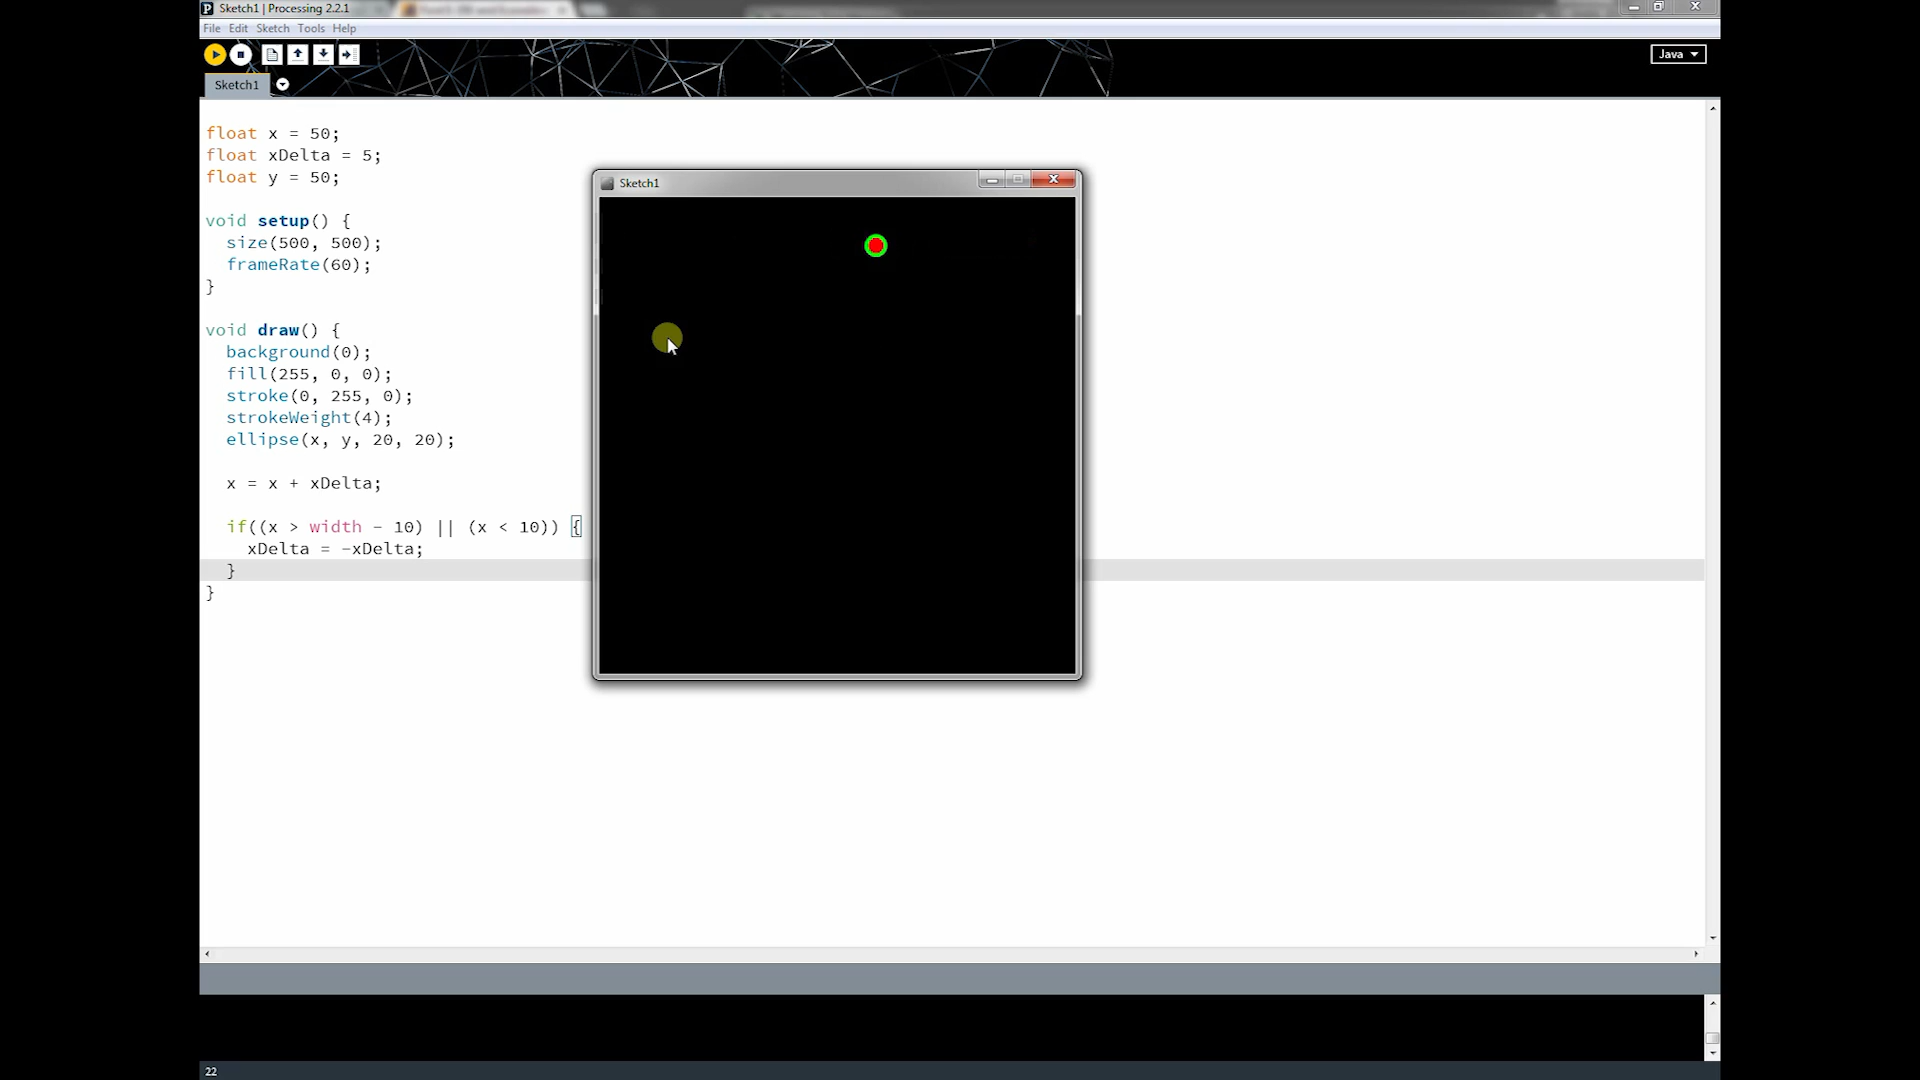 Sketch1 | Processing 2.2.1
File Edit Sketch Tools Help
Java
Sketch1
float x = 50;
float xDelta = 5;
float y = 50;
void setup() {
size(500, 500);
frameRate(60);
}
void draw() {
background(0);
fill(255, 0, 0);
stroke(0, 255, 0);
strokeWeight(4);
ellipse(x, y, 20, 20);
x = x + xDelta;
if((x > width - 10) || (x < 10)) {
xDelta = -xDelta;
}
}
Sketch1
22